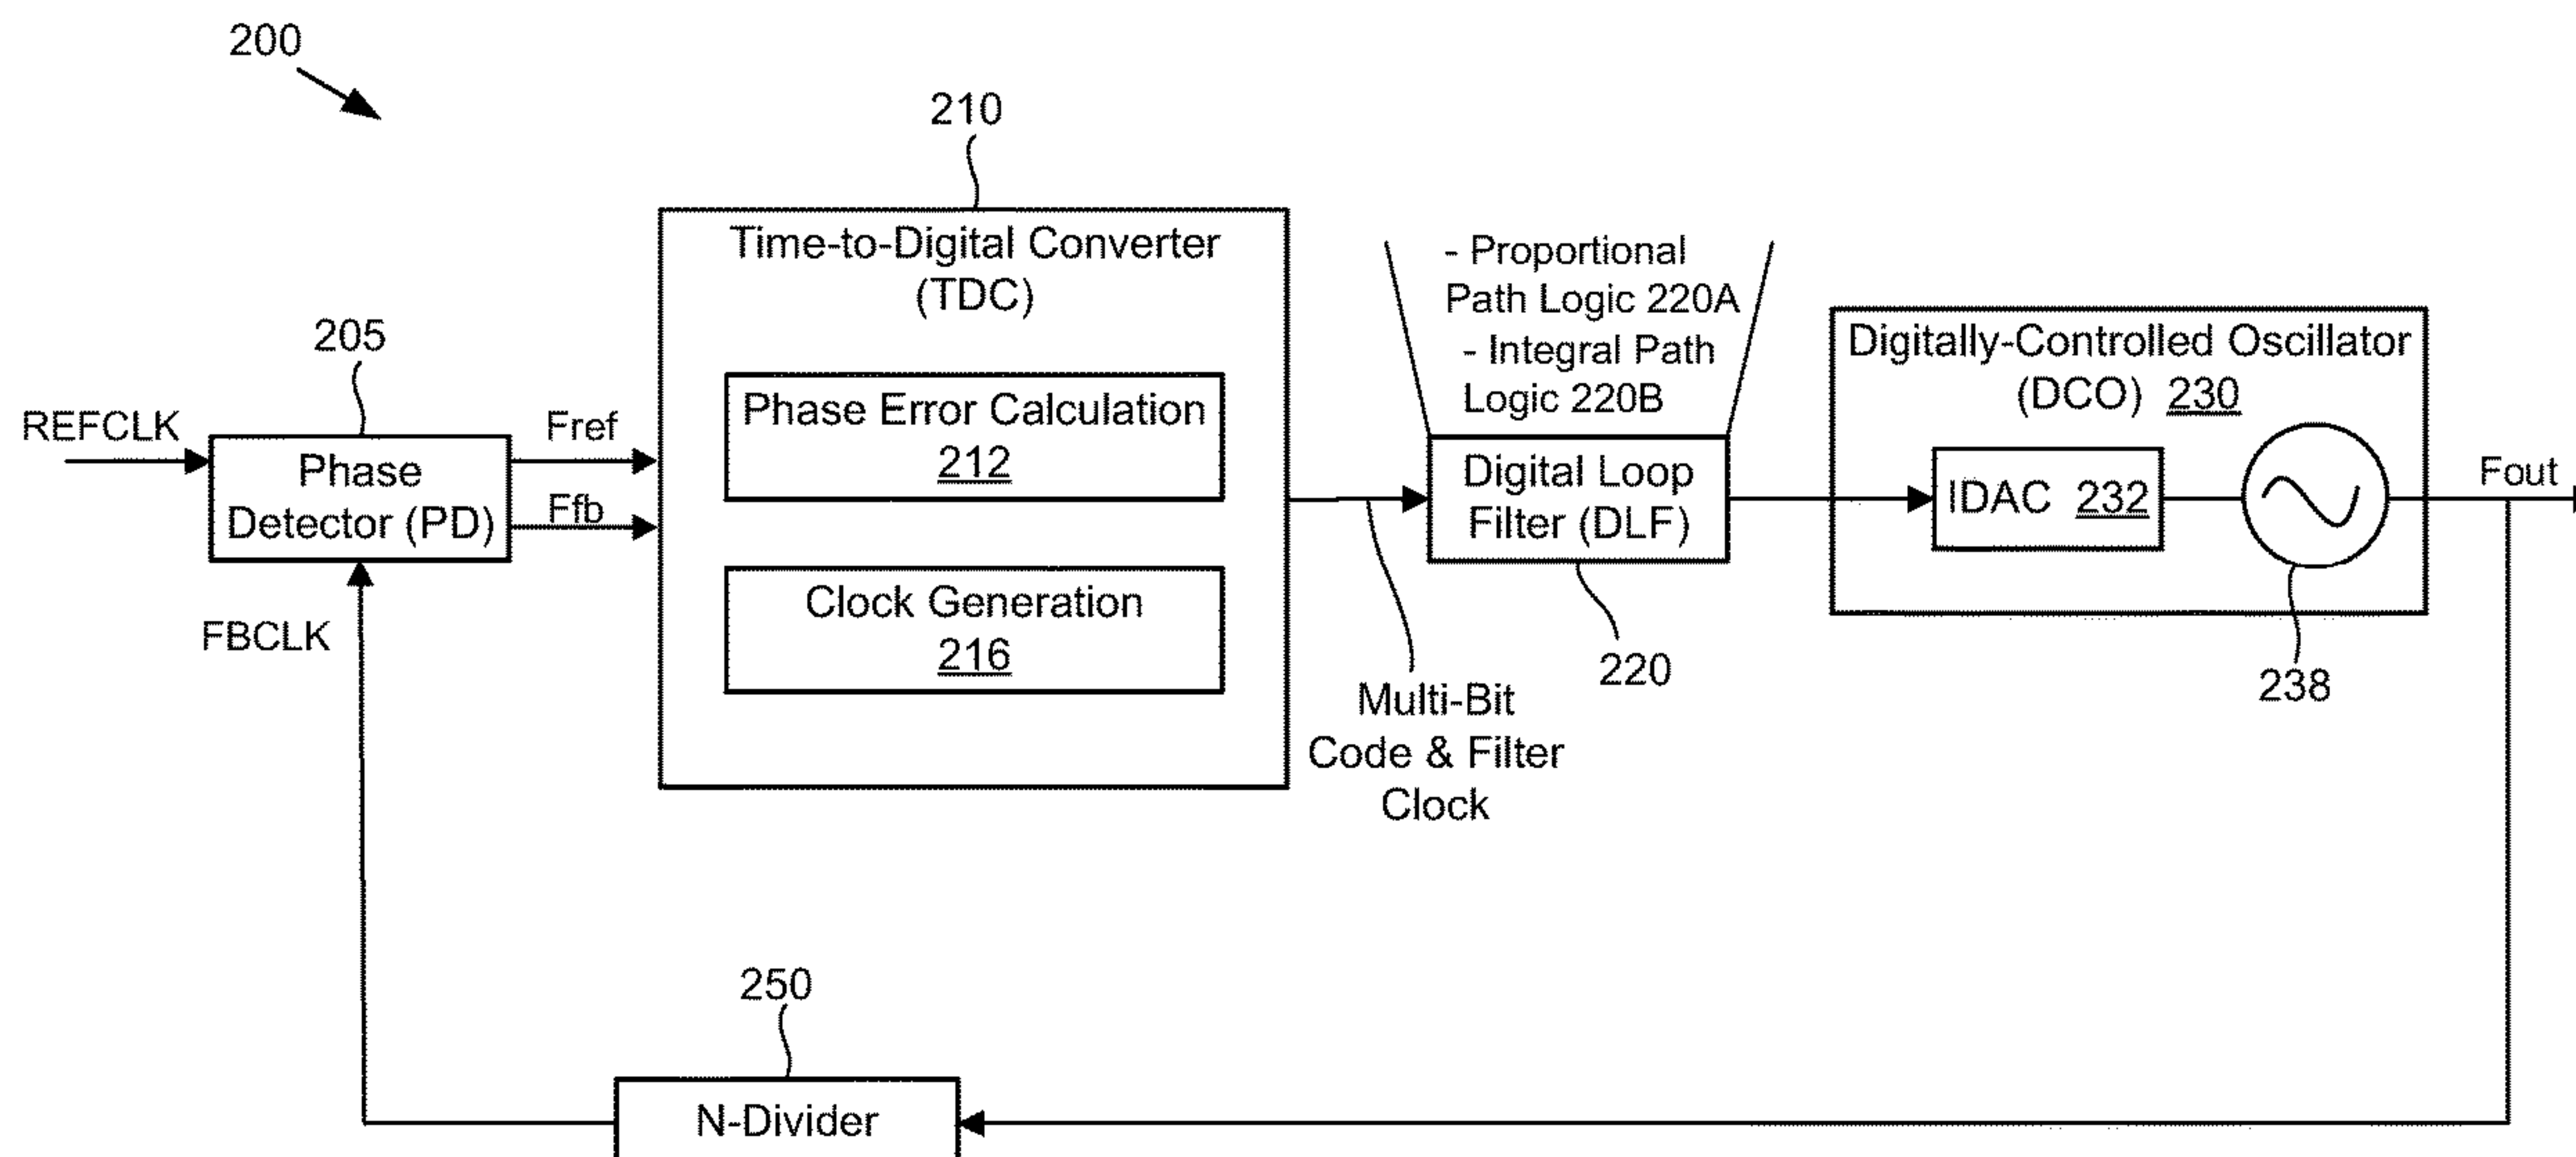 200
210
Time-to-Digital Converter
(TDC)
- Proportional
Path Logic 220A
- Integral Path
Logic 220B
Digitally-Controlled Oscillator
(DCO) 230
205
REFCLK
Phase
Detector (PD)
Fref
Ffb
Phase Error Calculation
212
Digital Loop
Filter (DLF)
IDAC 232
Fout
Clock Generation
216
FBCLK
220
238
Multi-Bit
Code & Filter
Clock
250
N-Divider